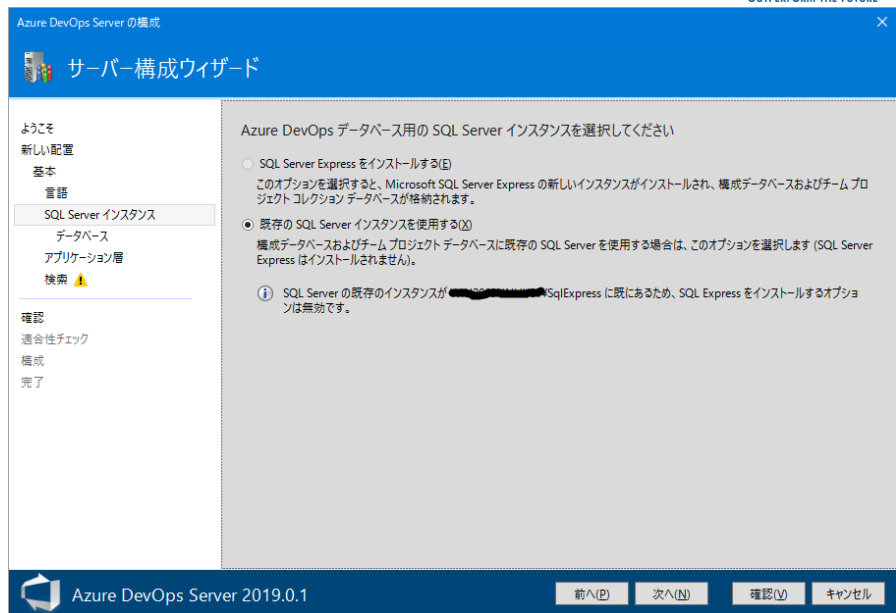 Azure DevOps Server の構成
サーバー構成ウィザード
ようこそ
新しい配置
基本
言語
SQL Server インスタンス
データベース
アプリケーション層
検索
確認
適合性チェック
構成
完了
Azure DevOps データベース用の SQL Server インスタンスを選択してください
SQL Server Express をインストールする(E)
このオプションを選択すると、Microsoft SQL Server Express の新しいインスタンスがインストールされ、構成データベースおよびチーム プロ
ジェクト コレクション データベースが格納されます。
既存の SQL Server インスタンスを使用する(X)
構成データベースおよびチーム プロジェクト データベースに既存の SQL Server を使用する場合は、このオプションを選択します (SQL Server
Express はインストールされません)。
SQL Server の既存のインスタンスが SqlExpress に既にあるため、SQL Express をインストールするオプショ
ンは無効です。
Azure DevOps Server 2019.0.1
前へ(P)
次へ(N)
確認(V)
キャンセル